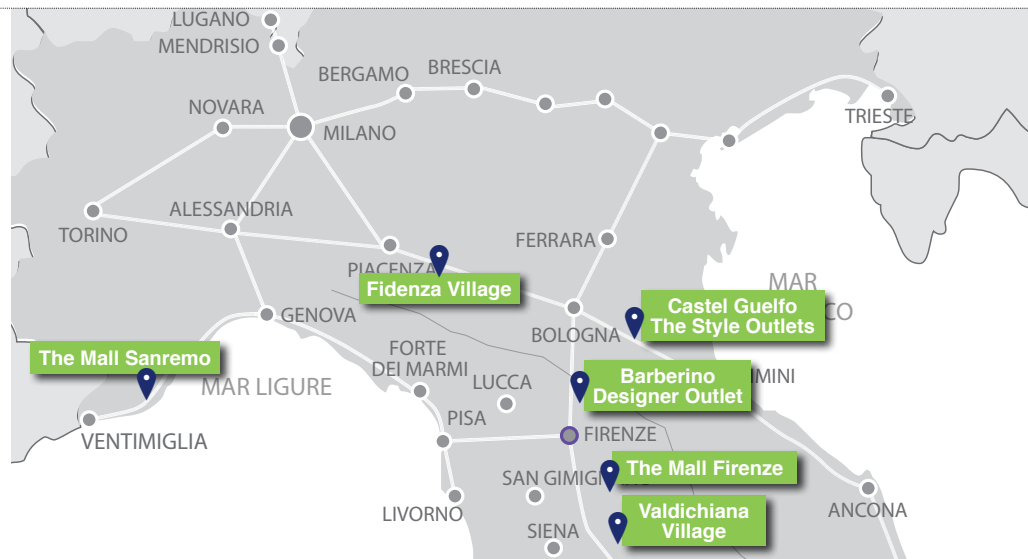 LUGANO
MENDRISIO
BERGAMO
BRESCIA
NOVARA
MILANO
TRIESTE
ALESSANDRIA
TORINO
FERRARA
PIACENZA
Fidenza Village
MAR
CO
Castel Guelfo
The Style Outlets
GENOVA
BOLOGNA
The Mall Sanremo
FORTE
DEI MARMI
MAR LIGURE
LUCCA
Barberino
Designer Outlet
IMINI
PISA
FIRENZE
VENTIMIGLIA
The Mall Firenze
SAN GIMIG
LIVORNO
Valdichiana
Village
ANCONA
SIENA